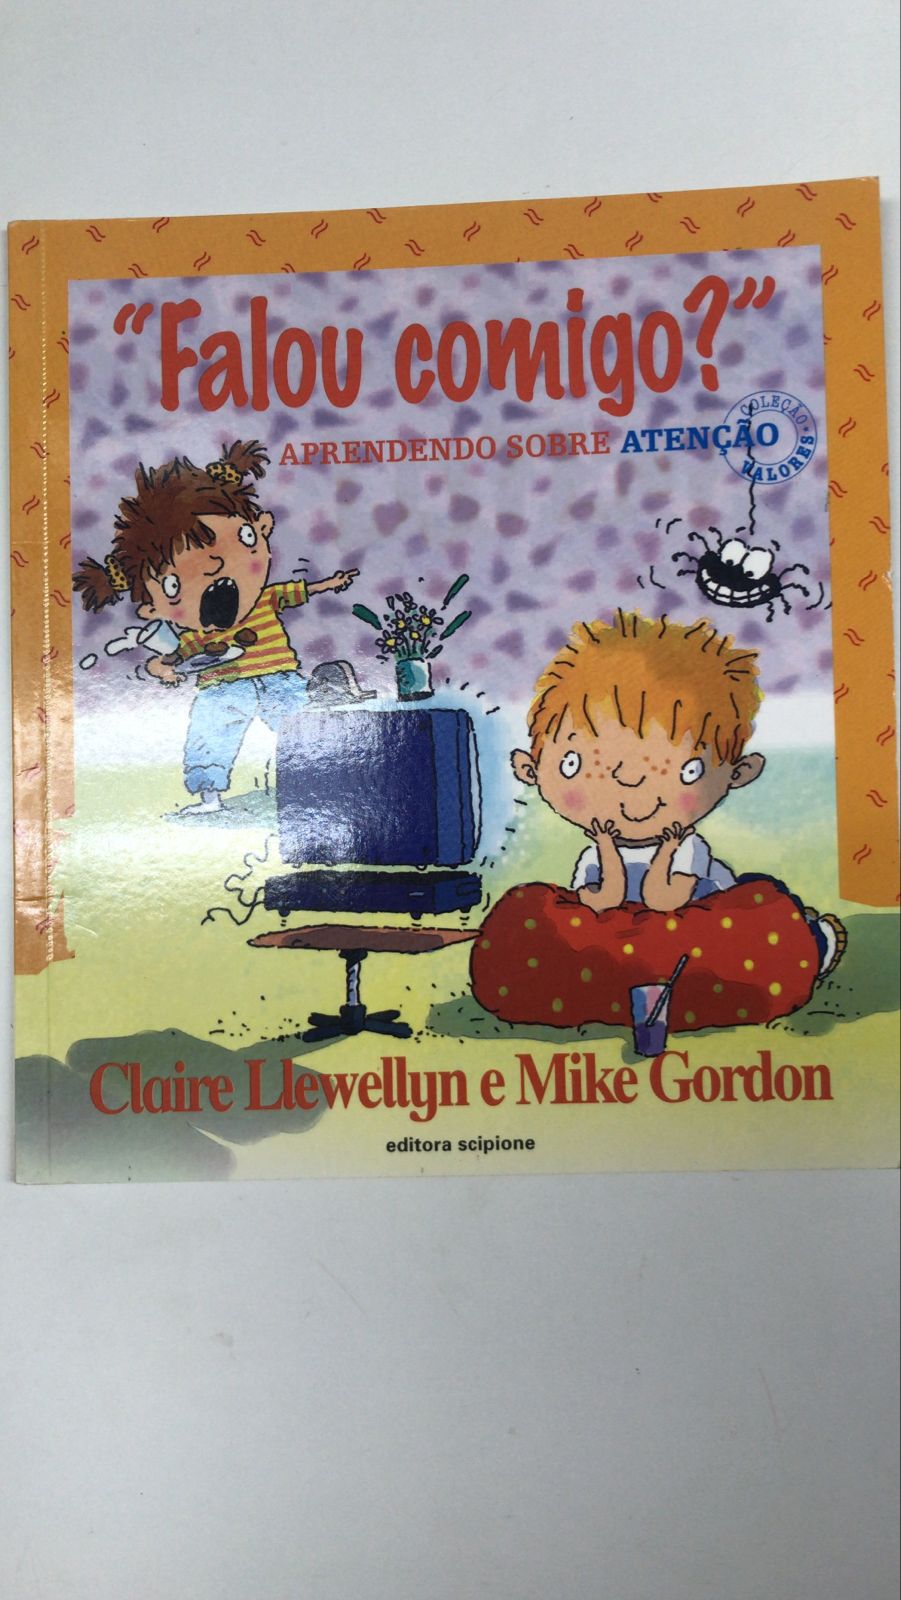 “Falou comigo?”
APRENDENDO SOBRE ATENÇÃO
COLEÇÃO
VALORES
Claire Llewellyn e Mike Gordon
editora scipione